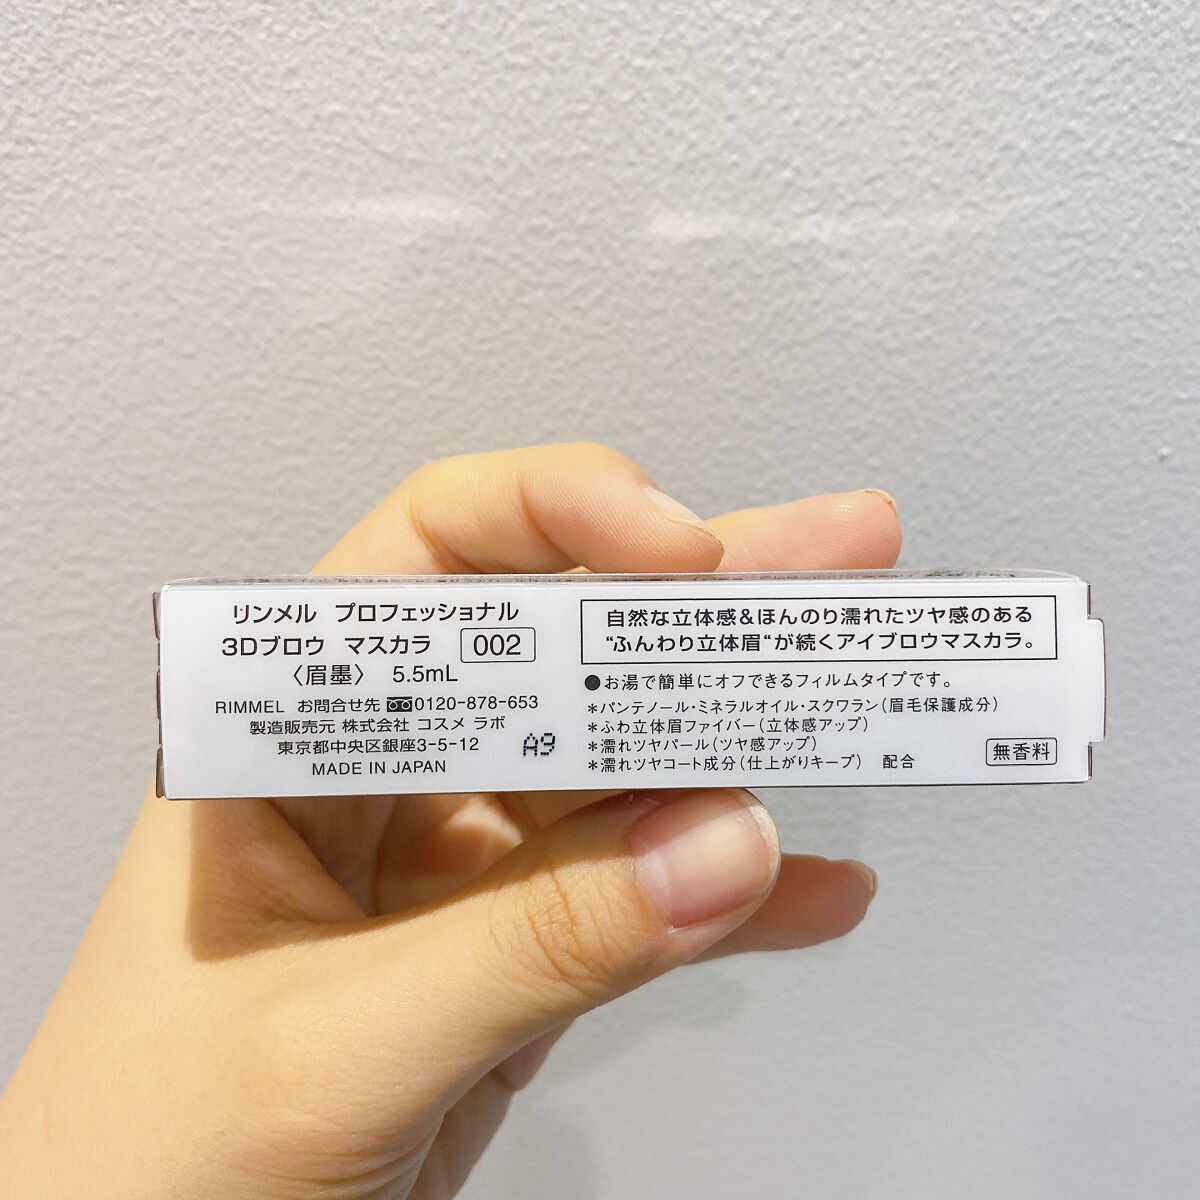 リンメル プロフェッショナル
3Dブロウ マスカラ 002
〈眉墨〉 5.5mL
RIMMEL お問合せ先 0120-878-653
製造販売元 株式会社 コスメ ラボ
東京都中央区銀座3-5-12
MADE IN JAPAN
A9
自然な立体感&ほんのり濡れたツヤ感のある
“ふんわり立体眉“が続くアイブロウマスカラ。
●お湯で簡単にオフできるフィルムタイプです。
*パンテノール・ミネラルオイル・スクワラン(眉毛保護成分)
*ふわ立体眉ファイバー(立体感アップ)
*濡れツヤパール(ツヤ感アップ)
*濡れツヤコート成分(仕上がりキープ) 配合
無香料